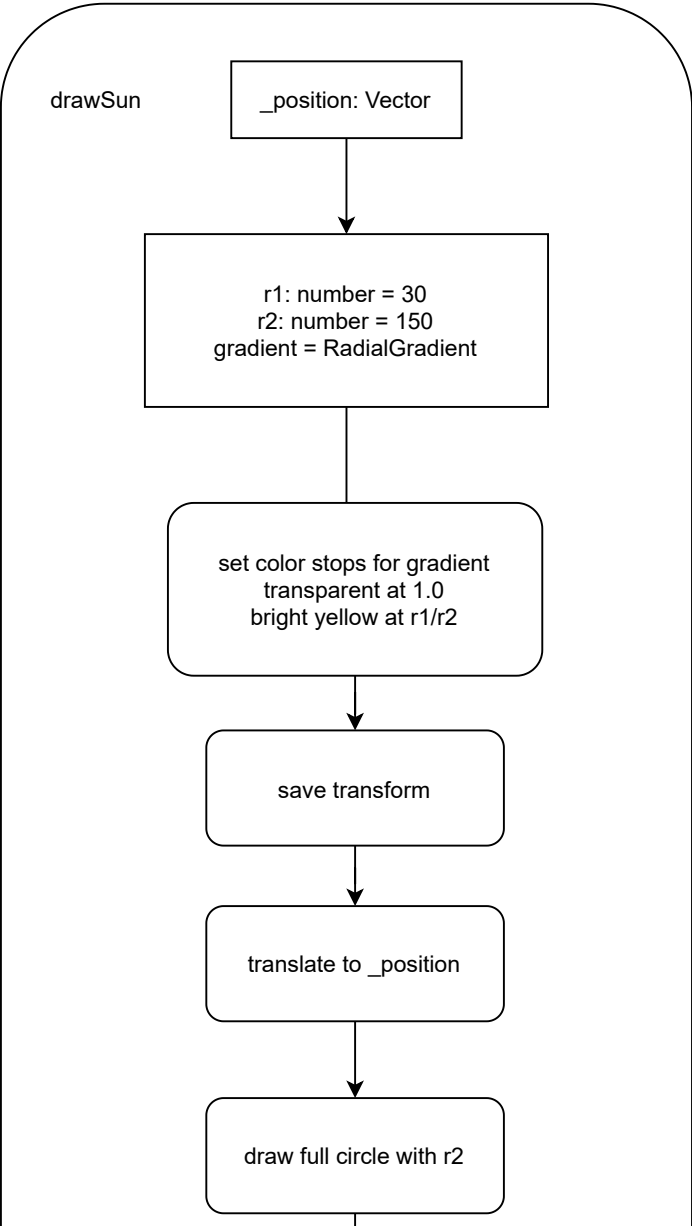 drawSun
_position: Vector
r1: number = 30
r2: number = 150
gradient = RadialGradient
set color stops for gradient
transparent at 1.0
bright yellow at r1/r2
save transform
translate to _position
draw full circle with r2